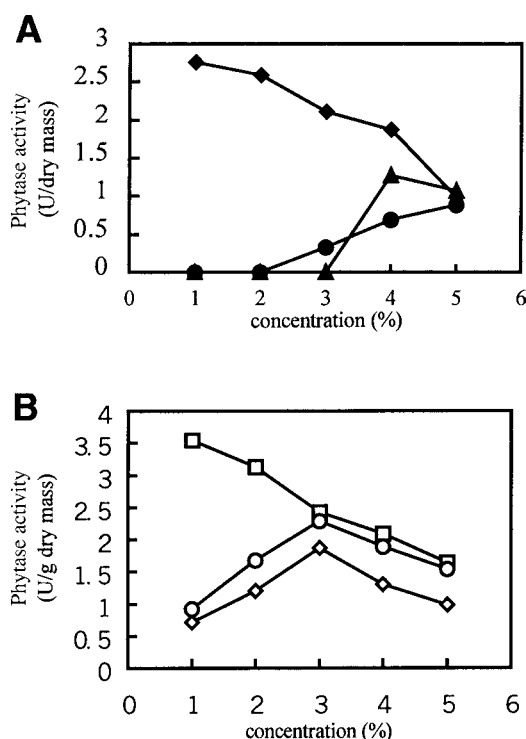 A
Phytase activity
(U/dry mass)
3
2.5
2
1.5
1
0.5
0
0 1 2 3 4 5 6
concentration (%)
B
Phytase activity
(U/g dry mass)
4
3.5
3
2.5
2
1.5
1
0.5
0
0 1 2 3 4 5 6
concentration (%)